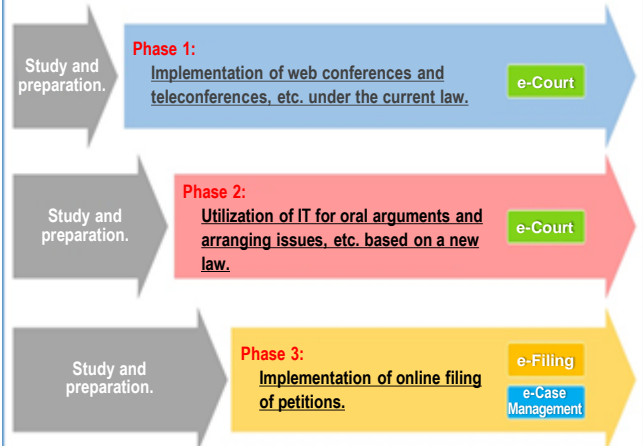 Study and
preparation.
Phase 1:
Implementation of web conferences and
teleconferences, etc. under the current law.
e-Court
Study and
preparation.
Phase 2:
Utilization of IT for oral arguments and
arranging issues, etc. based on a new
law.
e-Court
Study and
preparation.
Phase 3:
Implementation of online filing
of petitions.
e-Filing
e-Case
Management